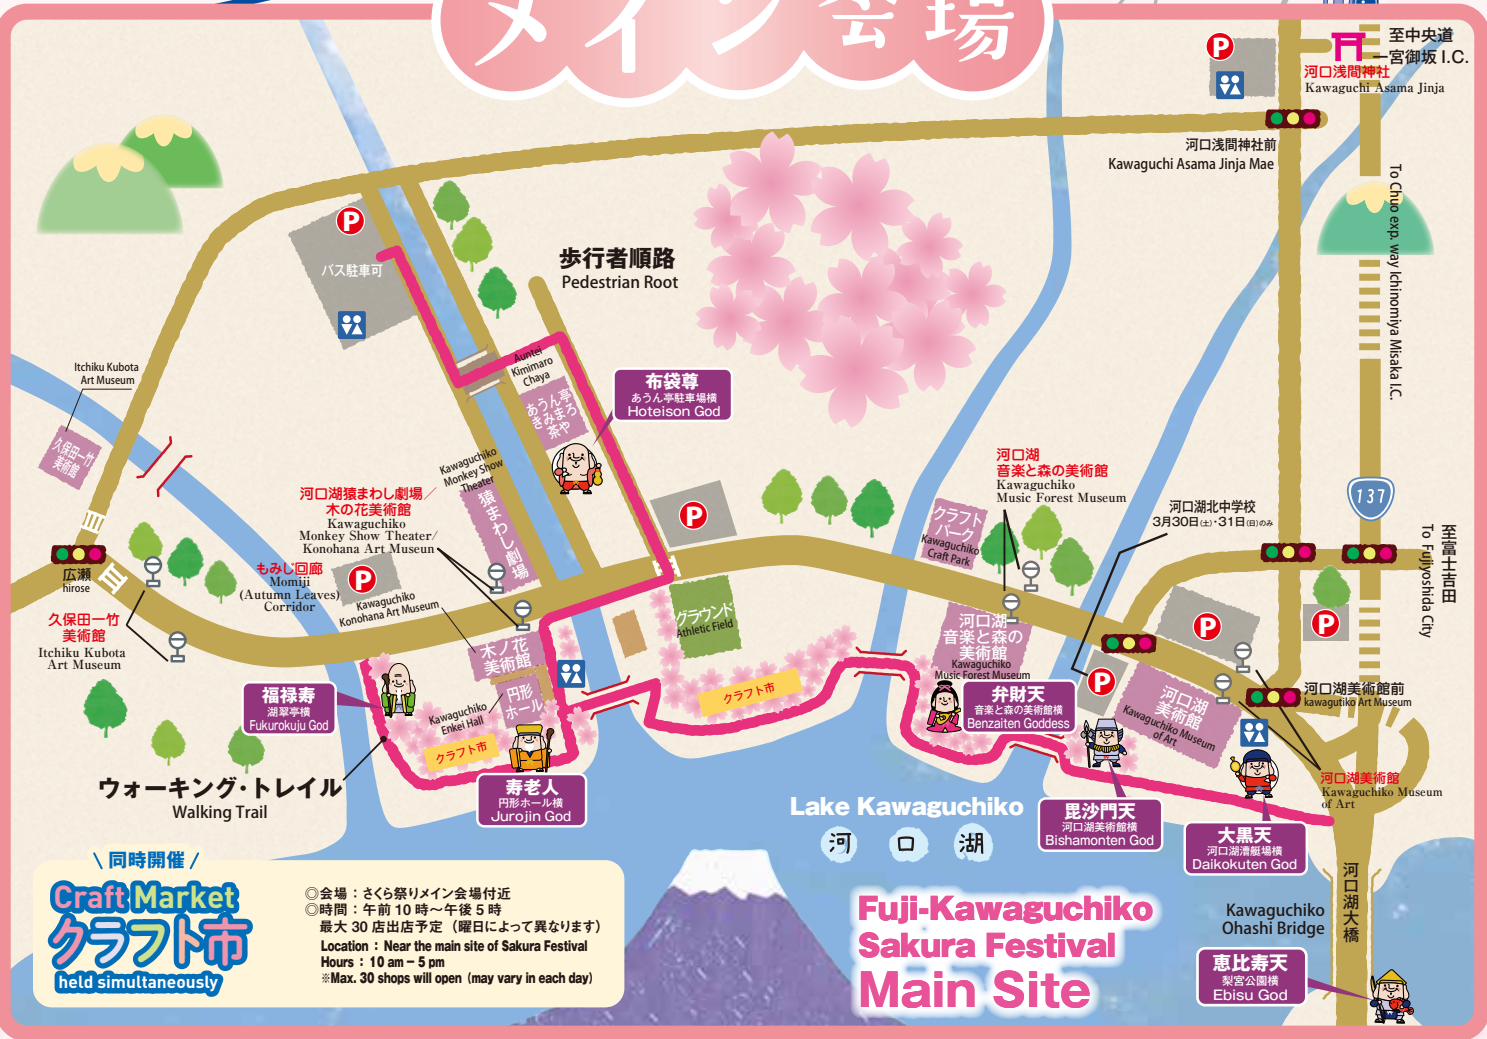 メイン会場
至中央道
一宮御坂 I.C.
河口浅間神社
Kawaguchi Asama Jinja
P
河口浅間神社前
Kawaguchi Asama Jinja Mae
To Chuo exp. way Ichinomiya Misaka I.C.
P
バス駐車可
歩行者順路
Pedestrian Root
Itchiku Kubota
Art Museum
久保田一竹
美術館
Auntei
Kimimaro
Chaya
あうん亭
きみまろ
茶や
布袋尊
あうん亭駐車場横
Hoteison God
Kawaguchiko
Monkey Show
Theater
猿まわし劇場
河口湖猿まわし劇場／
木の花美術館
Kawaguchiko
Monkey Show Theater/
Konohana Art Museun
P
河口湖
音楽と森の美術館
Kawaguchiko
Music Forest Museum
クラフト
パーク
Kawaguchiko
Craft Park
河口湖北中学校
3月30日(土)・31日(日)のみ
137
至富士吉田
To Fujiyoshida City
広瀬
hirose
もみじ回廊
Momiji
(Autumn Leaves)
Corridor
P
Kawaguchiko
Konohana Art Museum
久保田一竹
美術館
Itchiku Kubota
Art Museum
グラウンド
Athletic Field
河口湖
音楽と森の
美術館
Kawaguchiko
Music Forest Museum
P
P
P
木ノ花
美術館
円形
ホール
Kawaguchiko
Enkei Hall
クラフト市
クラフト市
福禄寿
湖翠亭横
Fukurokuju God
弁財天
音楽と森の美術館横
Benzaiten Goddess
河口湖
美術館
Kawaguchiko Museum
of Art
河口湖美術館前
kawagutiko Art Museum
河口湖美術館
Kawaguchiko Museum
of Art
ウォーキング・トレイル
Walking Trail
寿老人
円形ホール横
Jurojin God
Lake Kawaguchiko
河口湖
毘沙門天
河口湖美術館横
Bishamonten God
大黒天
河口湖漕艇場横
Daikokuten God
河口湖大橋
Kawaguchiko
Ohashi Bridge
恵比寿天
梨宮公園横
Ebisu God
Fuji-Kawaguchiko
Sakura Festival
Main Site
\ 同時開催 /
Craft Market
クラフト市
held simultaneously
◎会場：さくら祭りメイン会場付近
◎時間：午前 10 時～午後 5 時
最大 30 店出店予定（曜日によって異なります）
Location：Near the main site of Sakura Festival
Hours：10 am – 5 pm
※Max. 30 shops will open (may vary in each day)